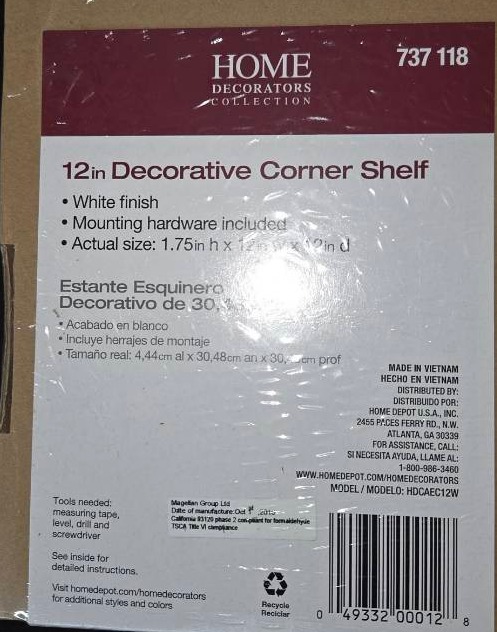 HOME
DECORATORS
COLLECTION
737 118
12in Decorative Corner Shelf
• White finish
• Mounting hardware included
• Actual size: 1.75in h x 12in w x 12in d
Estante Esquinero
Decorativo de 30,
• Acabado en blanco
• Incluye herrajes de montaje
• Tamaño real: 4,44cm al x 30,48cm an x 30, cm prof
MADE IN VIETNAM
HECHO EN VIETNAM
DISTRIBUTED BY:
DISTRIBUIDO POR:
HOME DEPOT U.S.A., INC.
2455 PACES FERRY RD., N.W.
ATLANTA, GA 30339
FOR ASSISTANCE, CALL:
SI NECESITA AYUDA, LLAME AL:
1-800-986-3460
WWW.HOMEDEPOT.COM/HOMEDECORATORS
MODEL / MODELO: HDCAEC12W
Tools needed:
measuring tape,
level, drill and
screwdriver
See inside for
detailed instructions.
Visit homedepot.com/homedecorators
for additional styles and colors
Magellan Group Ltd
Date of manufacture: Oct
California 93120 phase 2 compliant for formaldehyde
TSCA Title VI compliance
Recycle
Reciclar
0 49332 00012 8